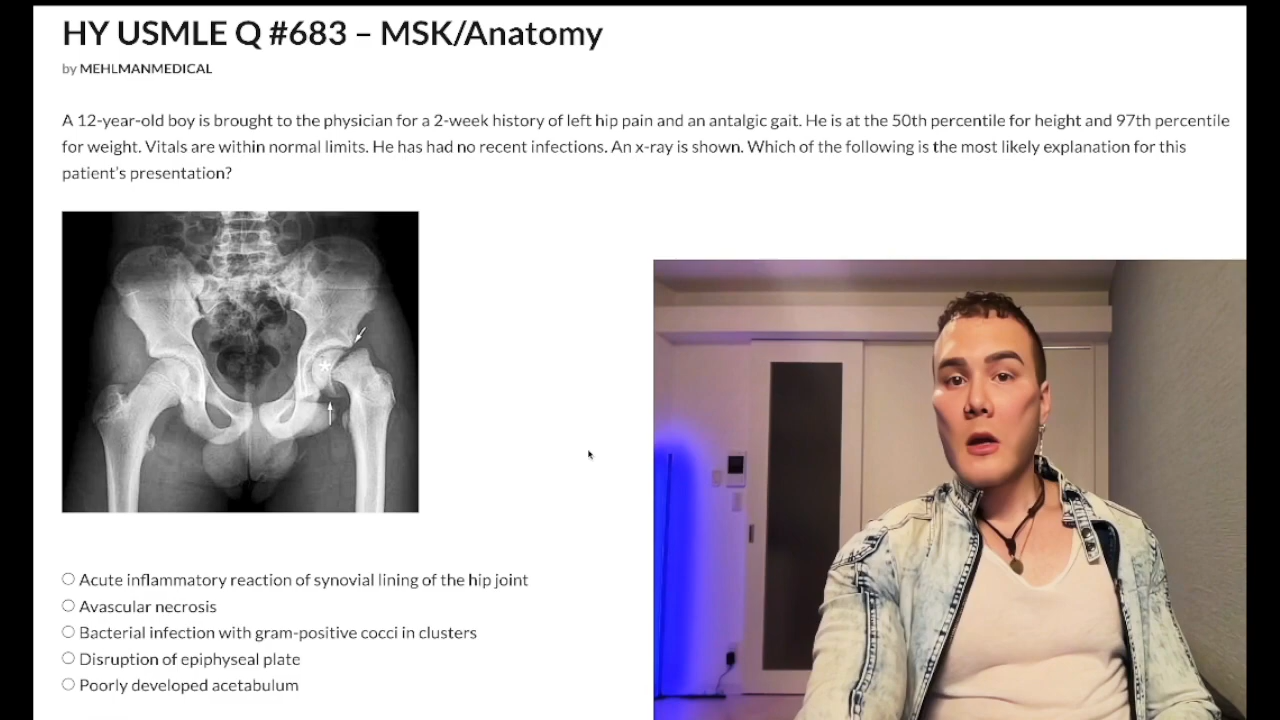 HY USMLE Q #683 – MSK/Anatomy
by MEHLMANMEDICAL
A 12-year-old boy is brought to the physician for a 2-week history of left hip pain and an antalgic gait. He is at the 50th percentile for height and 97th percentile
for weight. Vitals are within normal limits. He has had no recent infections. An x-ray is shown. Which of the following is the most likely explanation for this
patient's presentation?
*
Acute inflammatory reaction of synovial lining of the hip joint
Avascular necrosis
Bacterial infection with gram-positive cocci in clusters
Disruption of epiphyseal plate
Poorly developed acetabulum